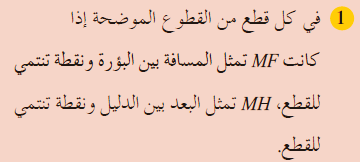 1 في كل قطع من القطوع الموضحة إذا
كانت MF تمثل المسافة بين البؤرة ونقطة تنتمي
للقطع، MH تمثل البعد بين الدليل ونقطة تنتمي
للقطع.